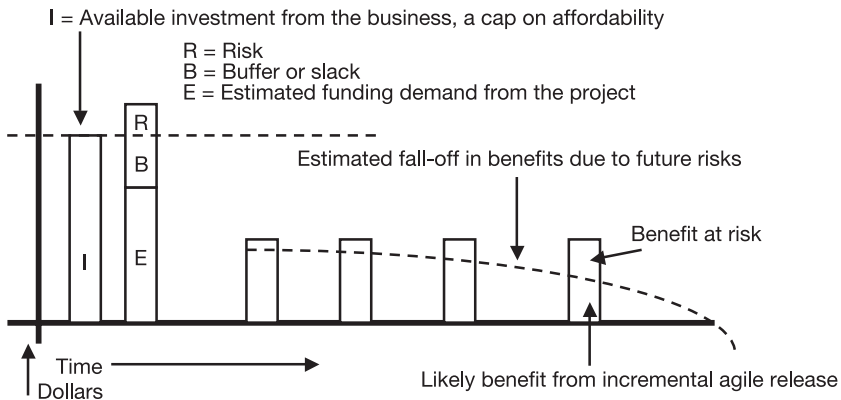 I = Available investment from the business, a cap on affordability
R = Risk
B = Buffer or slack
E = Estimated funding demand from the project
R
B
Estimated fall-off in benefits due to future risks
Benefit at risk
I
E
Time
Dollars
Likely benefit from incremental agile release